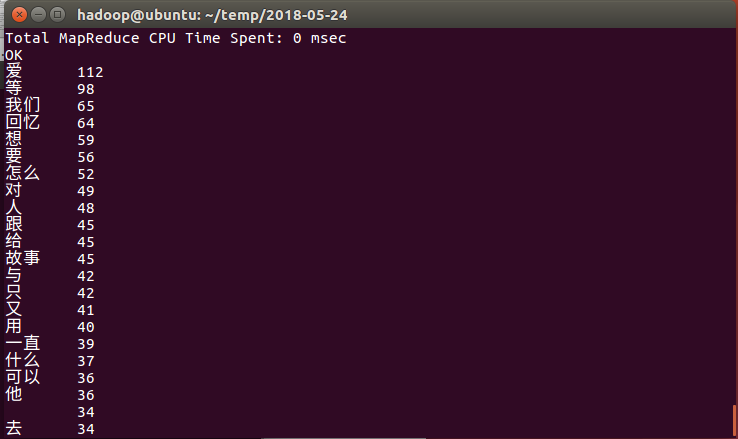 hadoop@ubuntu: ~/temp/2018-05-24
Total MapReduce CPU Time Spent: 0 msec
OK
爱 112
等 98
我们 65
回忆 64
想 59
要 56
怎么 52
对 49
人 48
跟 45
给 45
故事 45
与 42
只 42
又 41
用 40
一直 39
什么 37
可以 36
他 36
34
去 34